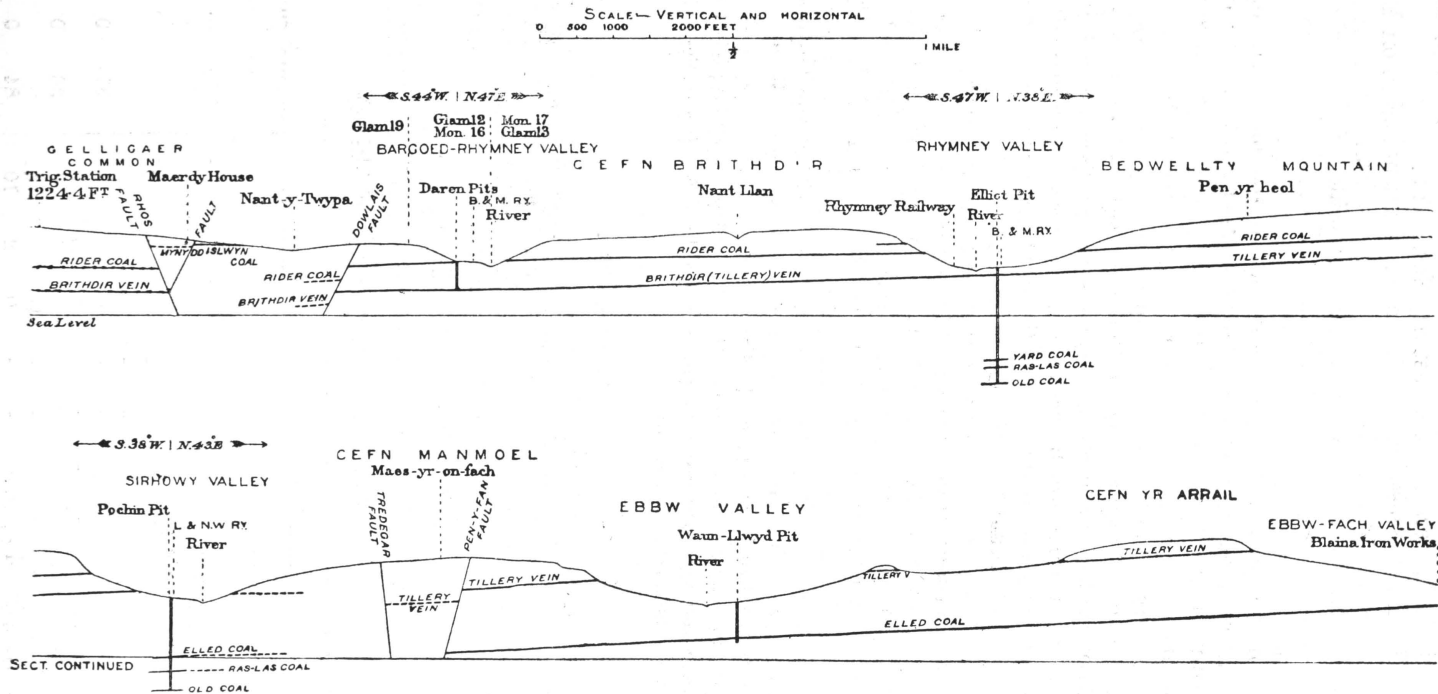 SCALE — VERTICAL AND HORIZONTAL
0 500 1000 2000 FEET ½ 1 MILE
S.44°W. | N.47°E.
S.47°W. | N.38°E.
GELLIGAER
COMMON
Trig. Station
1224·4 FT
RHOS FAULT
Maerdy House
FAULT
Nant-y-Twypa
DOWLAIS FAULT
Glam19
Glam12
Mon. 16
Mon. 17
Glam13
BARGOED-RHYMNEY VALLEY
Daren Pits
B. & M. RY.
River
CEFN BRITHD'R
Nant Llan
RHYMNEY VALLEY
Rhymney Railway
Elliot Pit
River
B. & M. RY.
BEDWELLTY MOUNTAIN
Pen yr heol
MYNYDDISLWYN
COAL
RIDER COAL
BRITHDIR VEIN
RIDER COAL
BRITHDIR VEIN
RIDER COAL
BRITHDIR (TILLERY) VEIN
RIDER COAL
TILLERY VEIN
Sea Level
YARD COAL
RAS-LAS COAL
OLD COAL
S.38°W. | N.43°E
SIRHOWY VALLEY
Pochin Pit
L & N.W RY.
River
CEFN MANMOEL
Maes-yr-on-fach
TREDEGAR FAULT
PEN-Y-FAN FAULT
EBBW VALLEY
Waun-Llwyd Pit
River
CEFN YR ARRAIL
EBBW-FACH VALLEY
Blaina Iron Works
TILLERY
VEIN
TILLERY VEIN
TILLERY V
TILLERY VEIN
ELLED COAL
ELLED COAL
SECT. CONTINUED
RAS-LAS COAL
OLD COAL